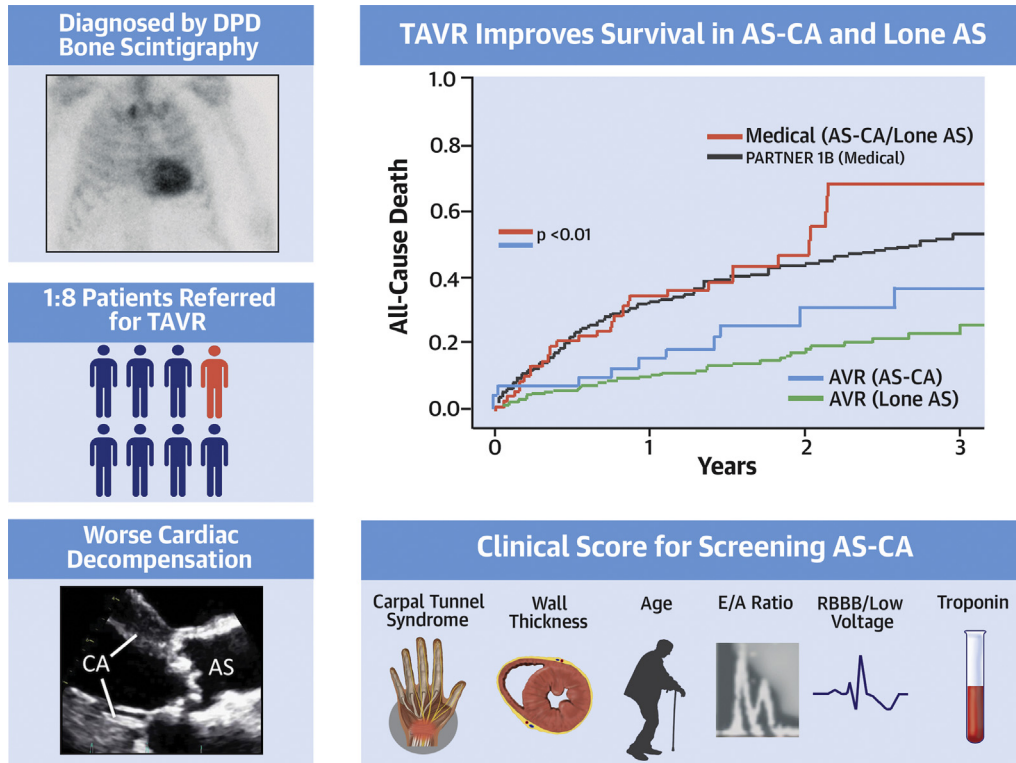 Diagnosed by DPD
Bone Scintigraphy
1:8 Patients Referred
for TAVR
Worse Cardiac
Decompensation
CA
AS
TAVR Improves Survival in AS-CA and Lone AS
All-Cause Death
1.0
0.8
0.6
0.4
0.2
0.0
Medical (AS-CA/Lone AS)
PARTNER 1B (Medical)
p <0.01
AVR (AS-CA)
AVR (Lone AS)
0
1
2
3
Years
Clinical Score for Screening AS-CA
Carpal Tunnel
Syndrome
Wall
Thickness
Age
E/A Ratio
RBBB/Low
Voltage
Troponin